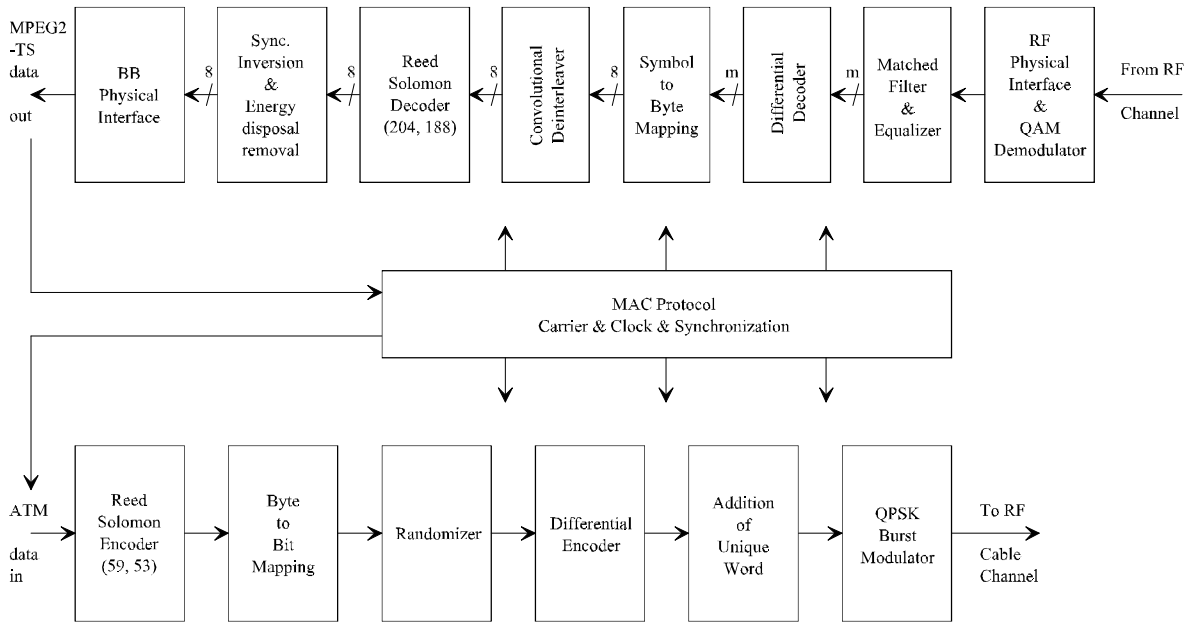 MPEG2
-TS
data
out
BB
Physical
Interface
8
Sync.
Inversion
&
Energy
disposal
removal
8
Reed
Solomon
Decoder
(204, 188)
8
Convolutional
Deinterleaver
8
Symbol
to
Byte
Mapping
m
Differential
Decoder
m
Matched
Filter
&
Equalizer
RF
Physical
Interface
&
QAM
Demodulator
From RF
Channel
MAC Protocol
Carrier & Clock & Synchronization
ATM
data
in
Reed
Solomon
Encoder
(59, 53)
Byte
to
Bit
Mapping
Randomizer
Differential
Encoder
Addition
of
Unique
Word
QPSK
Burst
Modulator
To RF
Cable
Channel